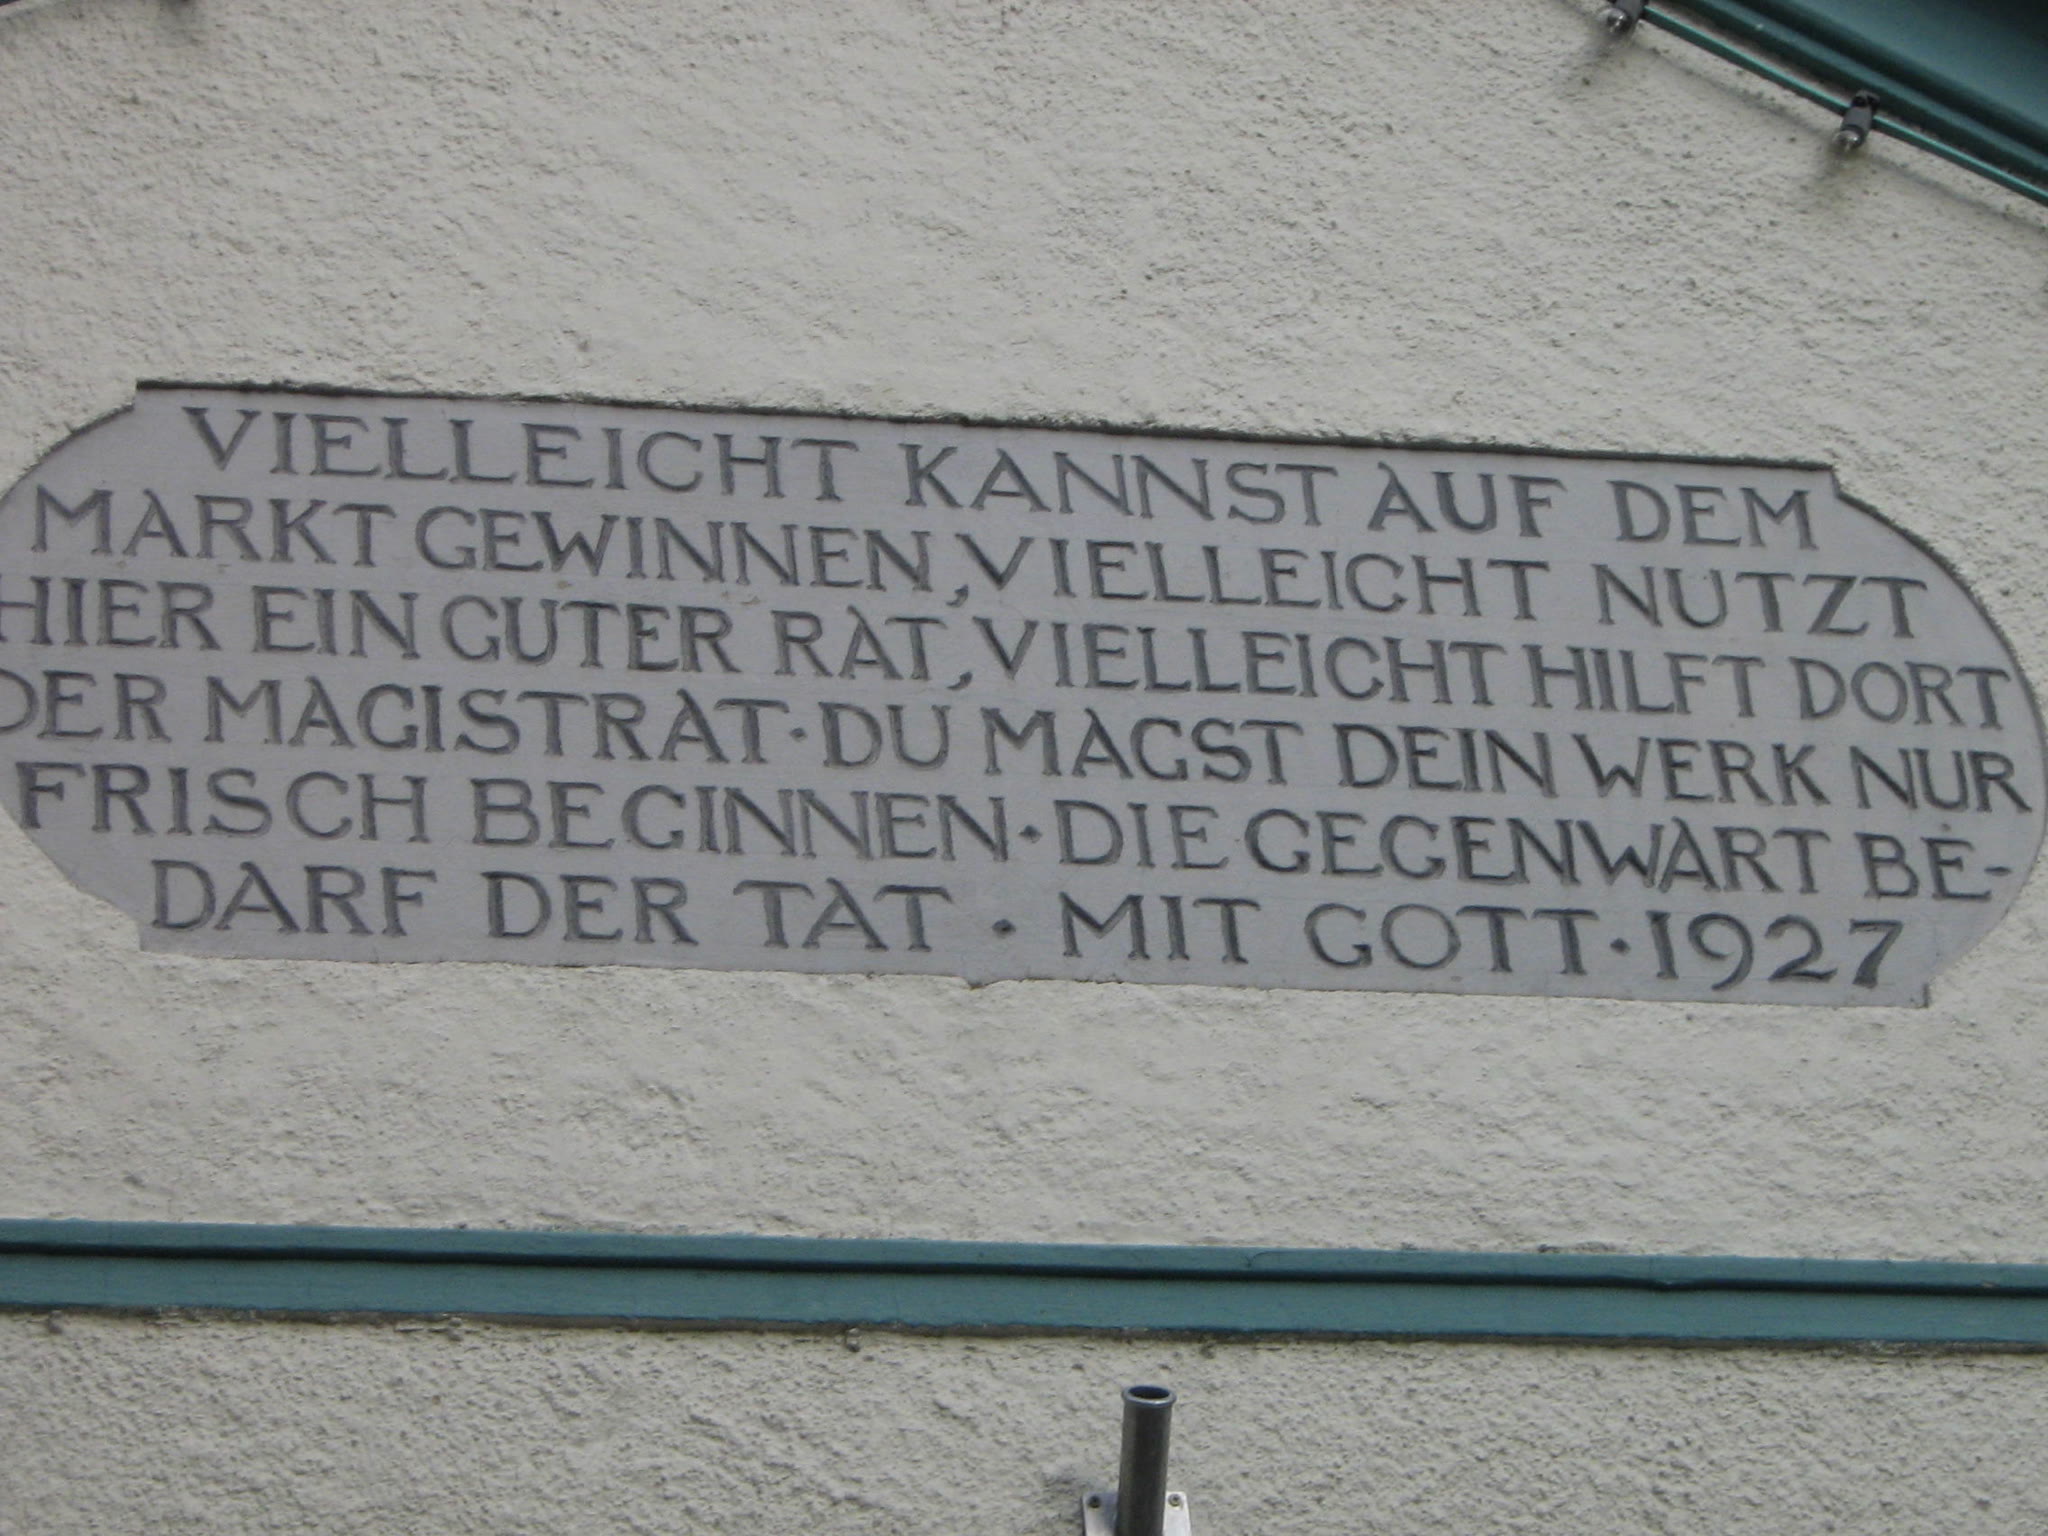 VIELLEICHT KANNST AUF DEM
MARKT GEWINNEN, VIELLEICHT NUTZT
HIER EIN GUTER RAT, VIELLEICHT HILFT DORT
DER MAGISTRAT · DU MAGST DEIN WERK NUR
FRISCH BEGINNEN · DIE GEGENWART BE-
DARF DER TAT · MIT GOTT · 1927